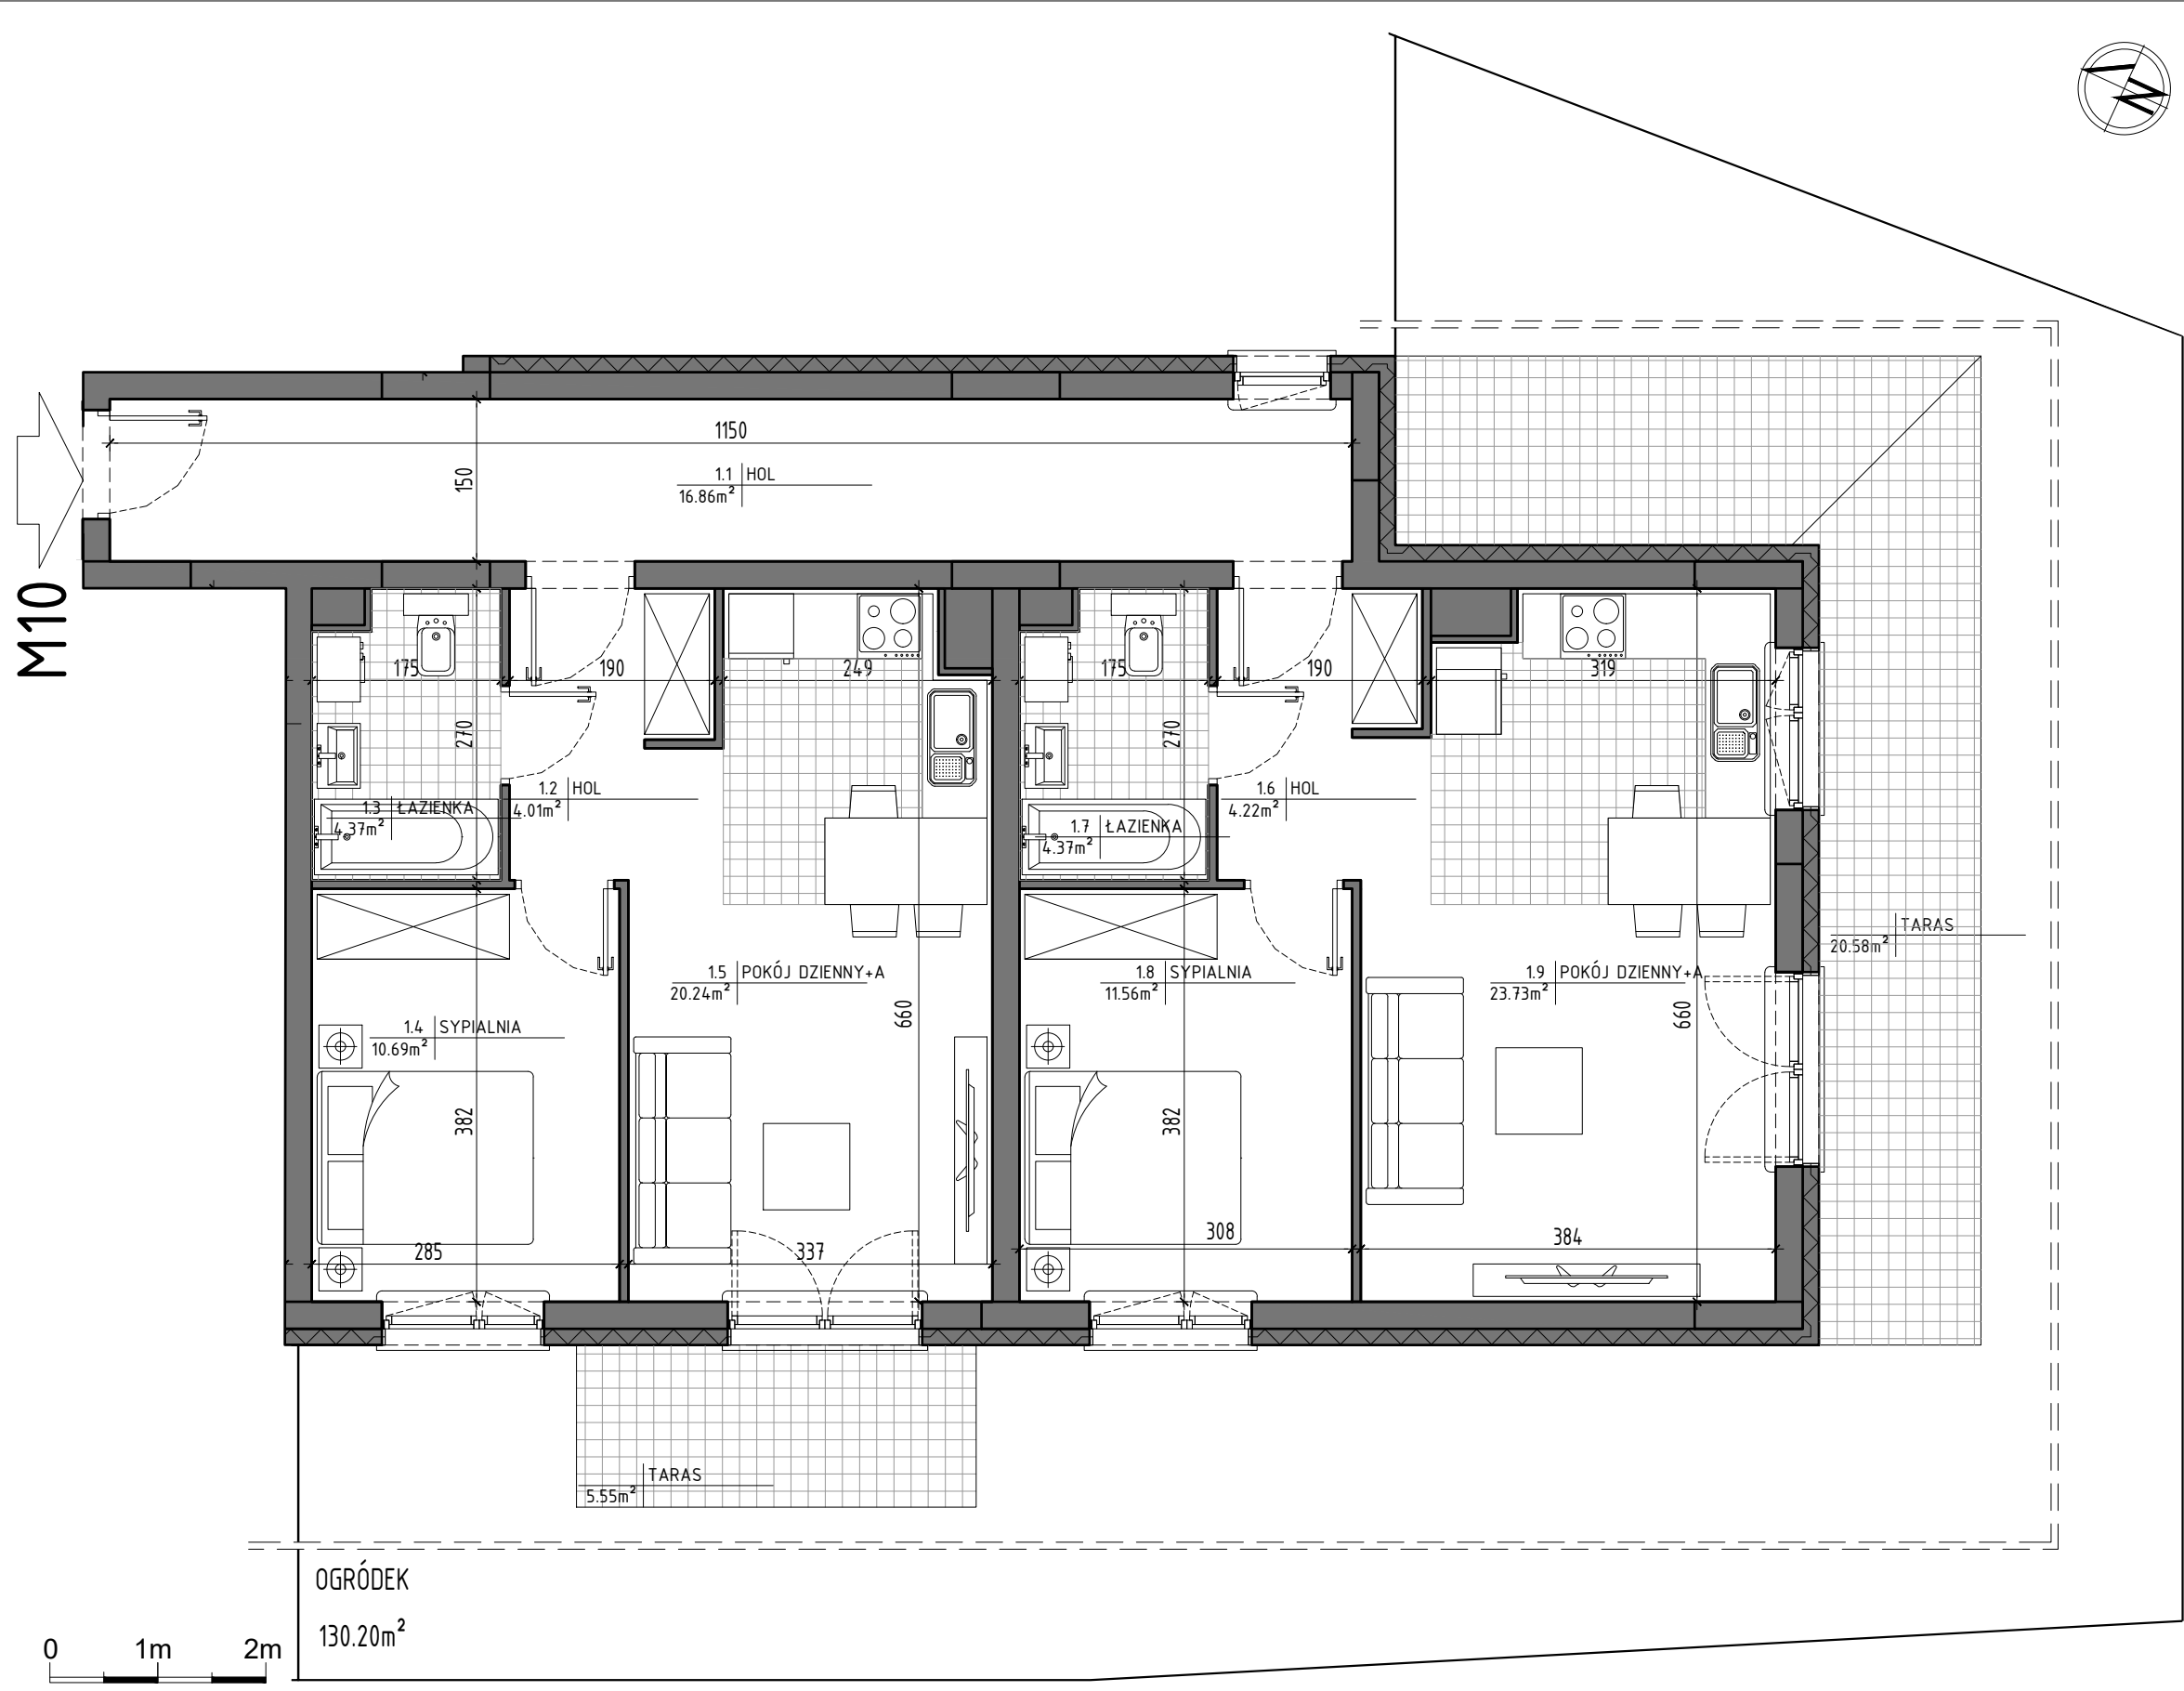 N
M10
1150
150
1.1 HOL
16.86m²
175
190
249
175
190
319
270
270
1.2 HOL
4.01m²
1.3 ŁAZIENKA
4.37m²
1.6 HOL
4.22m²
1.7 ŁAZIENKA
4.37m²
TARAS
20.58m²
1.5 POKÓJ DZIENNY+A
20.24m²
1.8 SYPIALNIA
11.56m²
1.9 POKÓJ DZIENNY+A
23.73m²
660
660
1.4 SYPIALNIA
10.69m²
382
382
285
337
308
384
TARAS
5.55m²
OGRÓDEK
130.20m²
0 1m 2m